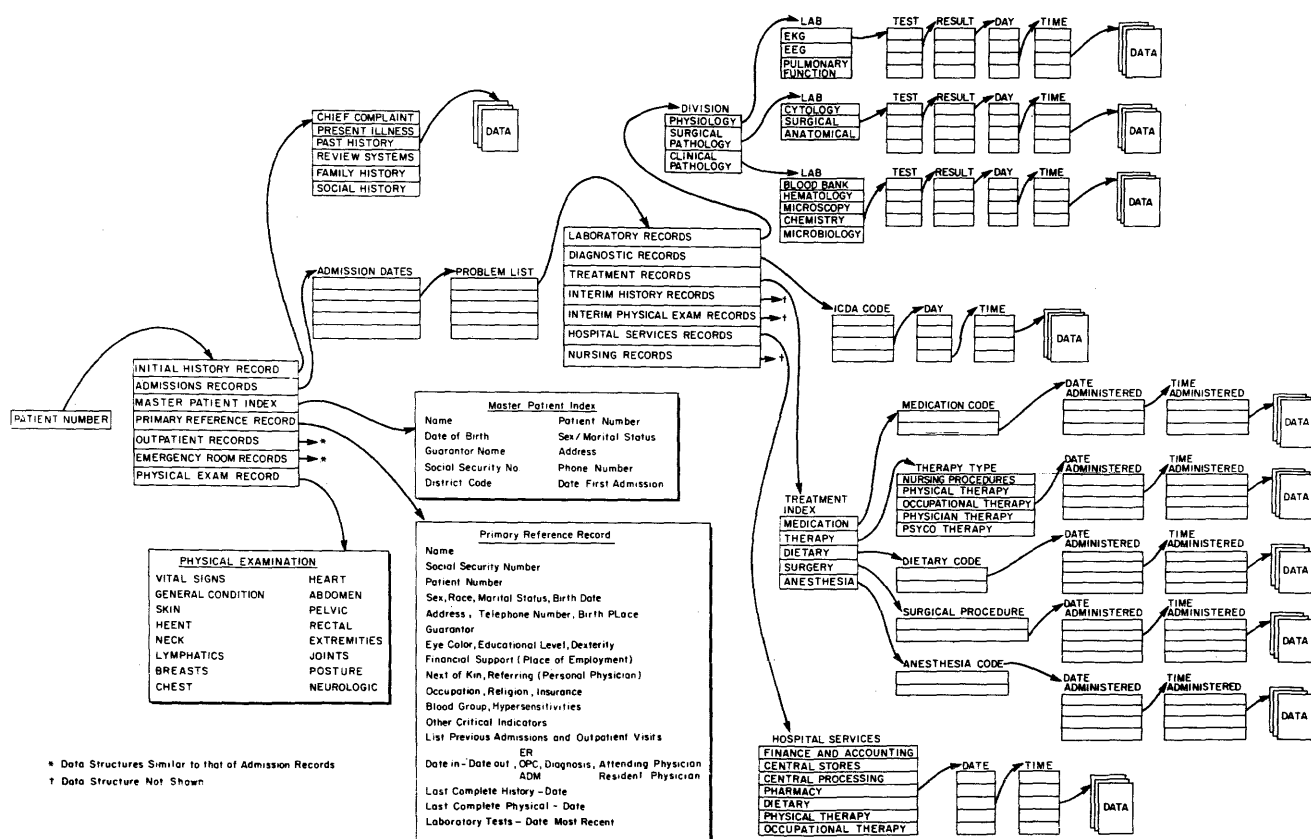 LAB
TEST RESULT DAY TIME
EKG
EEG
PULMONARY
FUNCTION
DATA
CHIEF COMPLAINT
PRESENT ILLNESS
PAST HISTORY
REVIEW SYSTEMS
FAMILY HISTORY
SOCIAL HISTORY
DATA
DIVISION
PHYSIOLOGY
SURGICAL
PATHOLOGY
CLINICAL
PATHOLOGY
LAB
TEST RESULT DAY TIME
CYTOLOGY
SURGICAL
ANATOMICAL
DATA
LAB
TEST RESULT DAY TIME
BLOOD BANK
HEMATOLOGY
MICROSCOPY
CHEMISTRY
MICROBIOLOGY
DATA
ADMISSION DATES
PROBLEM LIST
LABORATORY RECORDS
DIAGNOSTIC RECORDS
TREATMENT RECORDS
INTERIM HISTORY RECORDS †
INTERIM PHYSICAL EXAM RECORDS †
HOSPITAL SERVICES RECORDS
NURSING RECORDS †
ICDA CODE DAY TIME
DATA
PATIENT NUMBER
INITIAL HISTORY RECORD
ADMISSIONS RECORDS
MASTER PATIENT INDEX
PRIMARY REFERENCE RECORD
OUTPATIENT RECORDS *
EMERGENCY ROOM RECORDS *
PHYSICAL EXAM RECORD
Master Patient Index
Name Patient Number
Date of Birth Sex/Marital Status
Guarantor Name Address
Social Security No. Phone Number
District Code Date First Admission
TREATMENT
INDEX
MEDICATION
THERAPY
DIETARY
SURGERY
ANESTHESIA
MEDICATION CODE
DATE
ADMINISTERED
TIME
ADMINISTERED
DATA
THERAPY TYPE
NURSING PROCEDURES
PHYSICAL THERAPY
OCCUPATIONAL THERAPY
PHYSICIAN THERAPY
PSYCO THERAPY
DATE
ADMINISTERED
TIME
ADMINISTERED
DATA
DIETARY CODE
DATE
ADMINISTERED
TIME
ADMINISTERED
DATA
SURGICAL PROCEDURE
DATE
ADMINISTERED
TIME
ADMINISTERED
DATA
ANESTHESIA CODE
DATE
ADMINISTERED
TIME
ADMINISTERED
DATA
PHYSICAL EXAMINATION
VITAL SIGNS HEART
GENERAL CONDITION ABDOMEN
SKIN PELVIC
HEENT RECTAL
NECK EXTREMITIES
LYMPHATICS JOINTS
BREASTS POSTURE
CHEST NEUROLOGIC
Primary Reference Record
Name
Social Security Number
Patient Number
Sex, Race, Marital Status, Birth Date
Address, Telephone Number, Birth PLace
Guarantor
Eye Color, Educational Level, Dexterity
Financial Support (Place of Employment)
Next of Kin, Referring (Personal Physician)
Occupation, Religion, Insurance
Blood Group, Hypersensitivities
Other Critical Indicators
List Previous Admissions and Outpatient Visits
ER
Date in-Date out , OPC, Diagnosis, Attending Physician
ADM Resident Physician
Last Complete History - Date
Last Complete Physical - Date
Laboratory Tests - Date Most Recent
HOSPITAL SERVICES
FINANCE AND ACCOUNTING
CENTRAL STORES
CENTRAL PROCESSING
PHARMACY
DIETARY
PHYSICAL THERAPY
OCCUPATIONAL THERAPY
DATE TIME
DATA
* Data Structures Similar to that of Admission Records
† Data Structure Not Shown